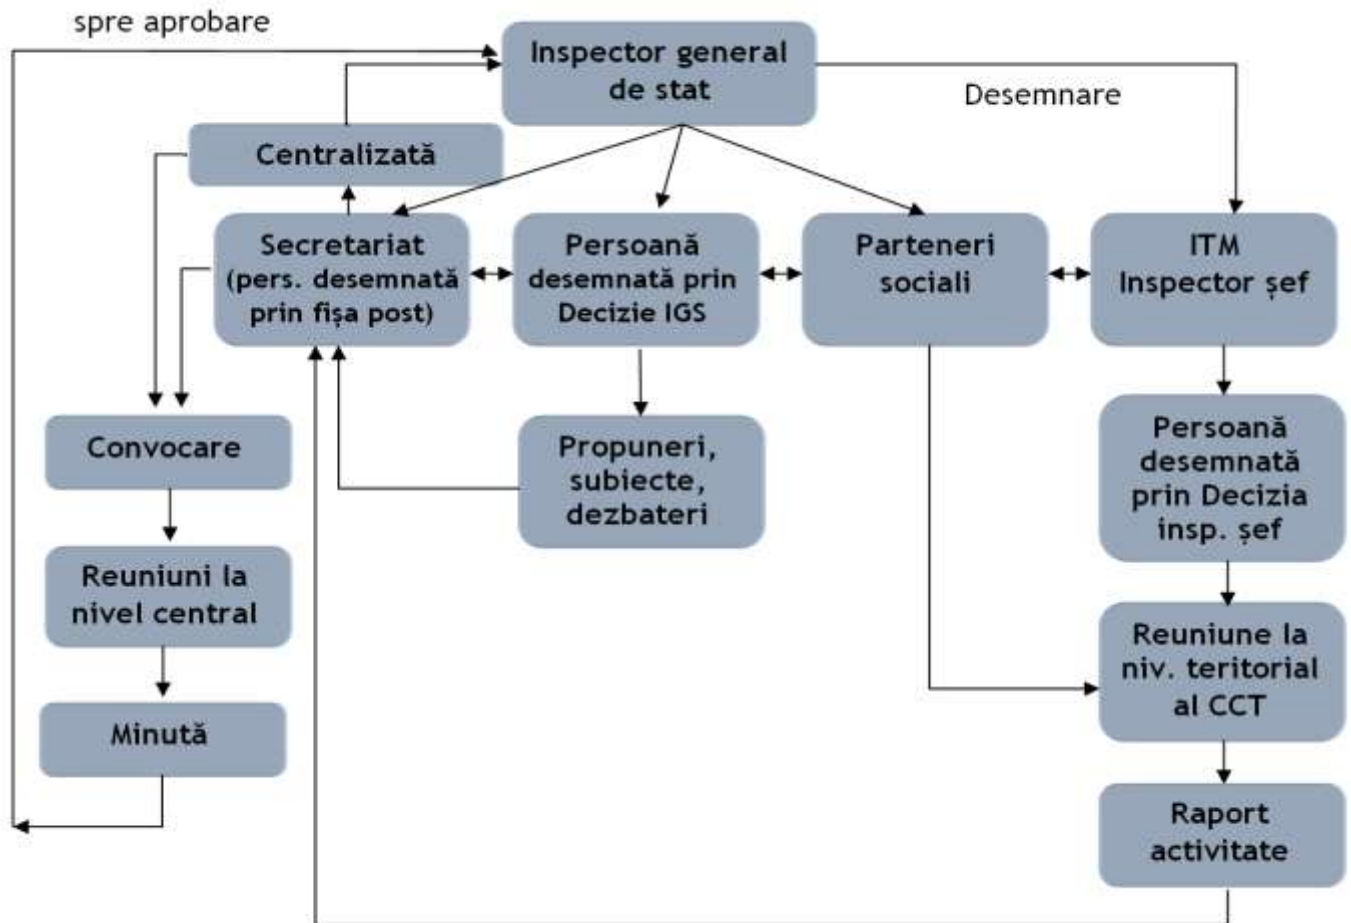 spre aprobare
Inspector general
de stat
Desemnare
Centralizată
Secretariat
(pers. desemnată
prin fișa post)
Persoană
desemnată prin
Decizie IGS
Parteneri
sociali
ITM
Inspector șef
Convocare
Propuneri,
subiecte,
dezbateri
Persoană
desemnată
prin Decizia
insp. șef
Reuniuni la
nivel central
Reuniune la
niv. teritorial
al CCT
Minută
Raport
activitate